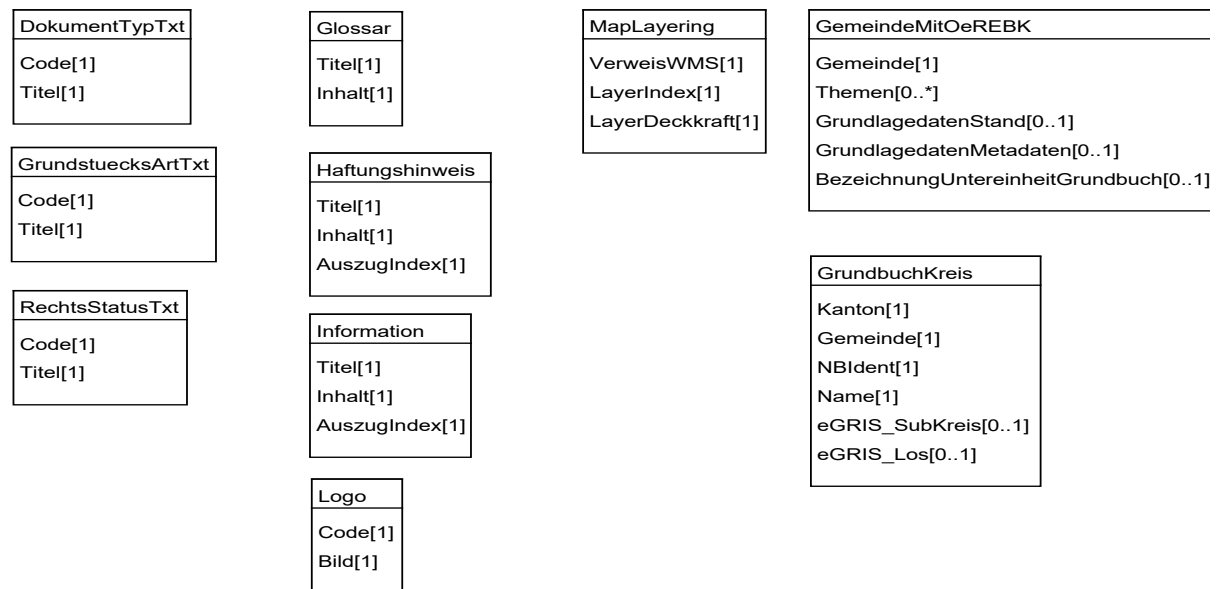 DokumentTypTxt
Code[1]
Titel[1]
GrundstuecksArtTxt
Code[1]
Titel[1]
RechtsStatusTxt
Code[1]
Titel[1]
Glossar
Titel[1]
Inhalt[1]
Haftungshinweis
Titel[1]
Inhalt[1]
AuszugIndex[1]
Information
Titel[1]
Inhalt[1]
AuszugIndex[1]
Logo
Code[1]
Bild[1]
MapLayering
VerweisWMS[1]
LayerIndex[1]
LayerDeckkraft[1]
GemeindeMitOeREBK
Gemeinde[1]
Themen[0..*]
GrundlagedatenStand[0..1]
GrundlagedatenMetadaten[0..1]
BezeichnungUntereinheitGrundbuch[0..1]
GrundbuchKreis
Kanton[1]
Gemeinde[1]
NBIdent[1]
Name[1]
eGRIS_SubKreis[0..1]
eGRIS_Los[0..1]